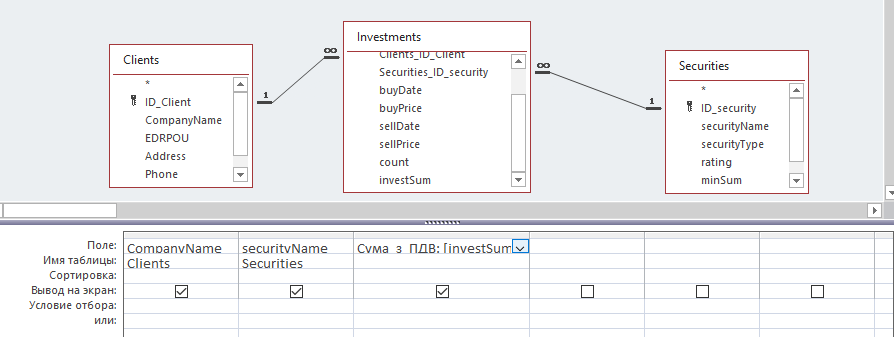 Clients
*
ID_Client
CompanyName
EDRPOU
Address
Phone
1
∞
Investments
Clients_ID_Client
Securities_ID_security
buyDate
buyPrice
sellDate
sellPrice
count
investSum
∞
1
Securities
*
ID_security
securityName
securityType
rating
minSum
Поле: CompanyName securityName Сума_з_ПДВ: [investSum
Имя таблицы: Clients Securities
Сортировка:
Вывод на экран:
Условие отбора:
или: